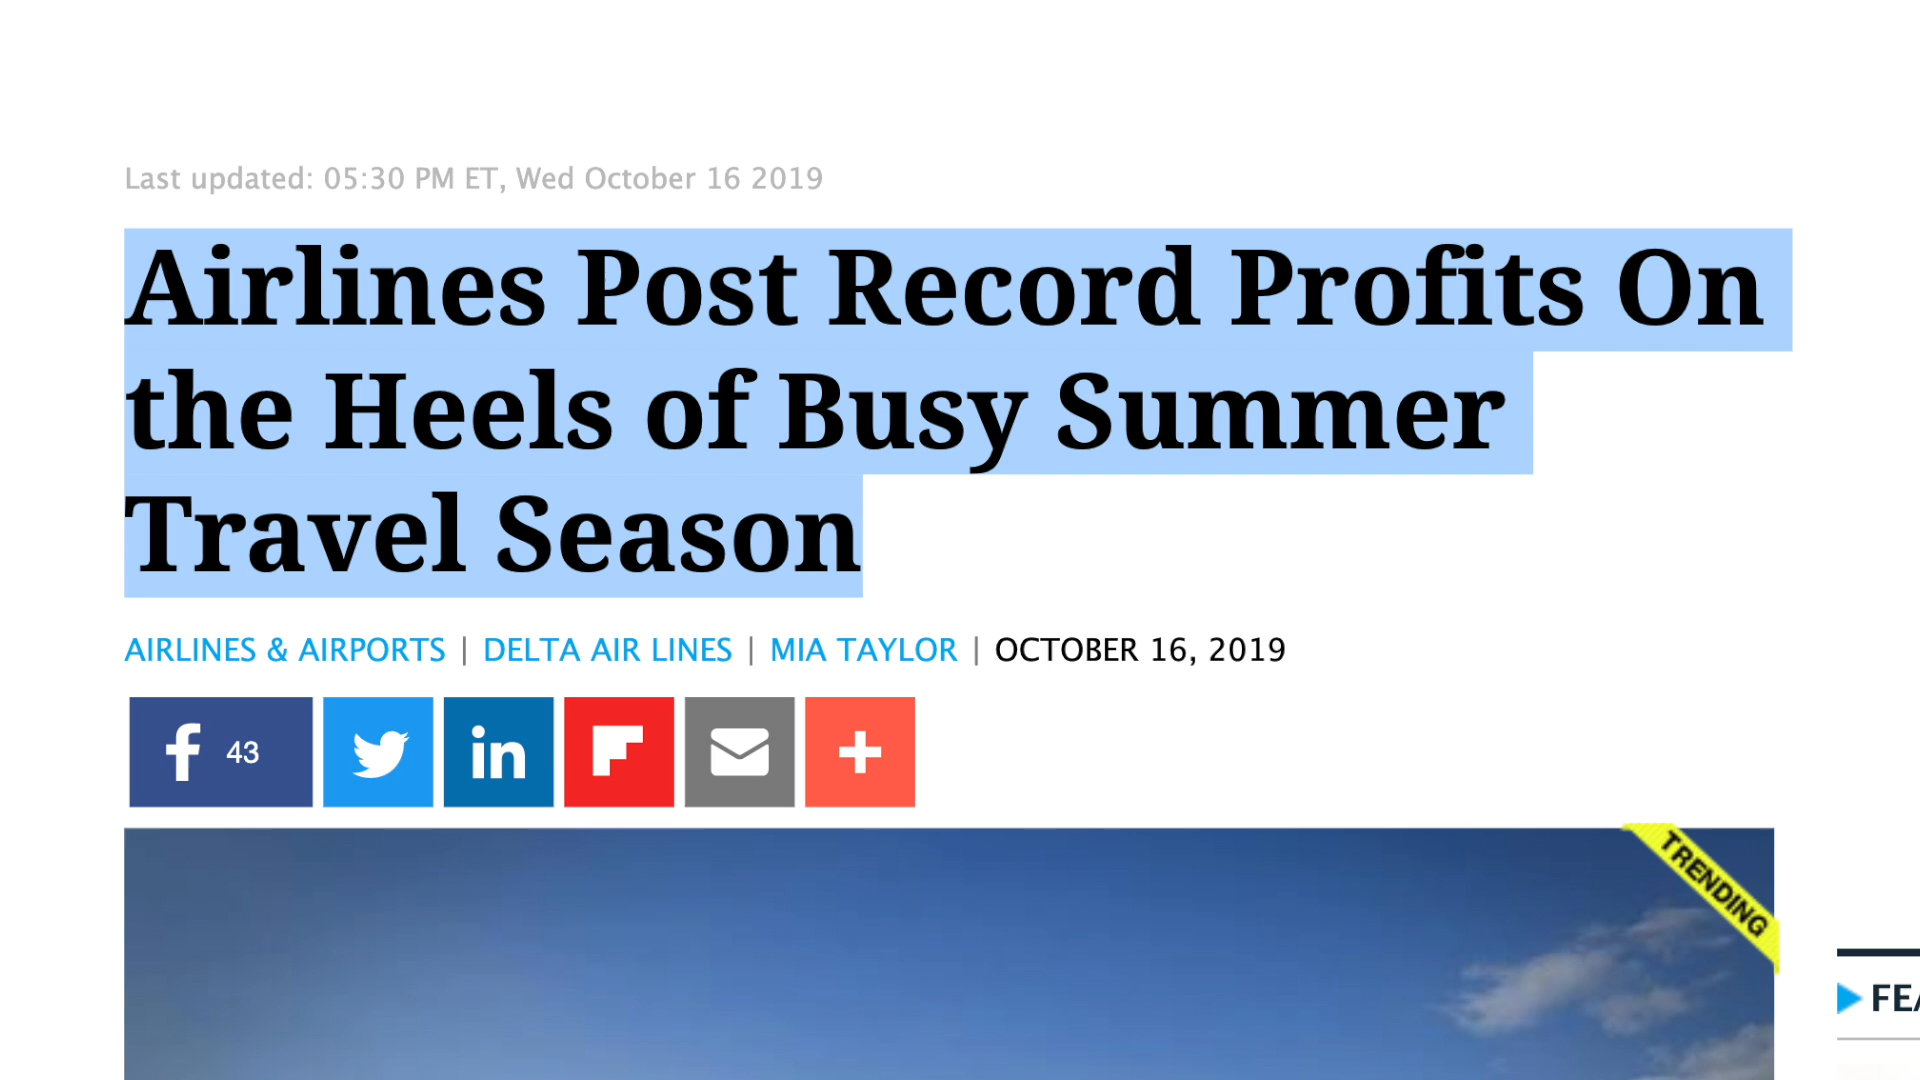 Last updated: 05:30 PM ET, Wed October 16 2019
Airlines Post Record Profits On
the Heels of Busy Summer
Travel Season
AIRLINES & AIRPORTS | DELTA AIR LINES | MIA TAYLOR | OCTOBER 16, 2019
43
TRENDING